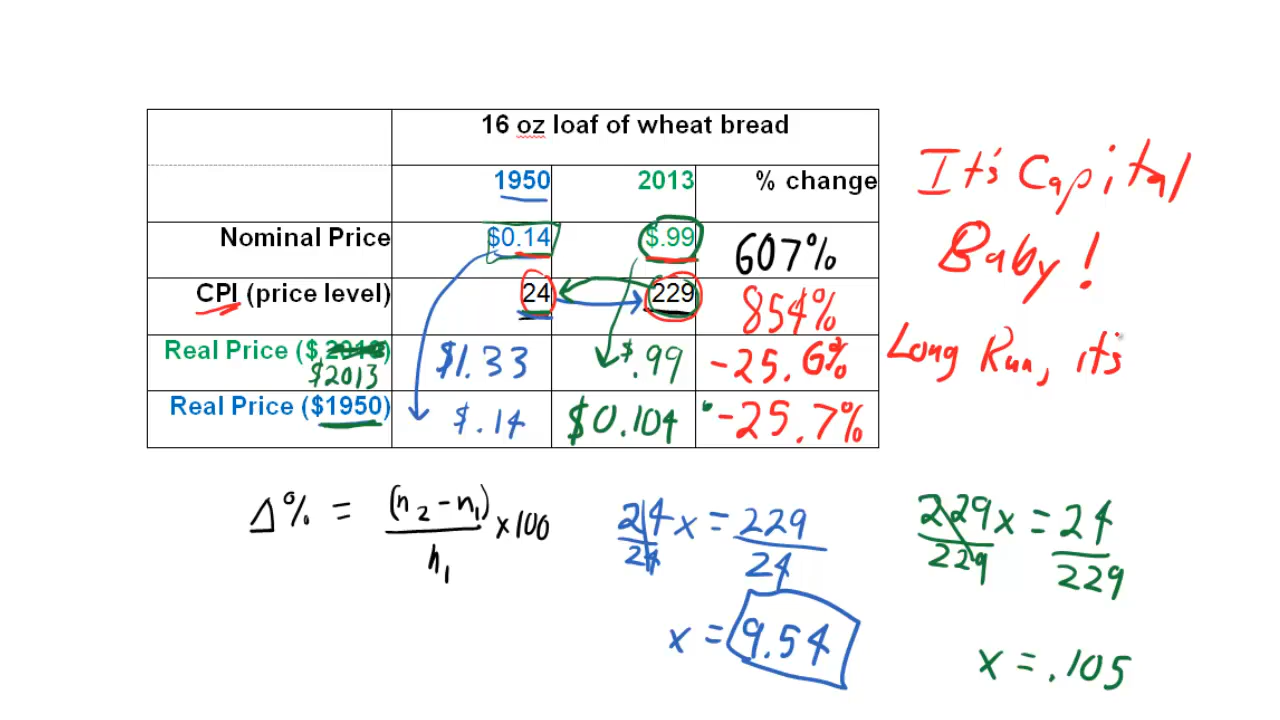 16 oz loaf of wheat bread
1950 2013 % change
Nominal Price $0.14 $.99 607%
CPI (price level) 24 229 854%
Real Price ($ 2010) $1.33 $.99 -25.6%
$2013
Real Price ($1950) $.14 $0.104 -25.7%
It's Capital
Baby!
Long Run, its
Δ% = (n2 - n1) x 100
n1
24x = 229
24 24
x = 9.54
229x = 24
229 229
x = .105